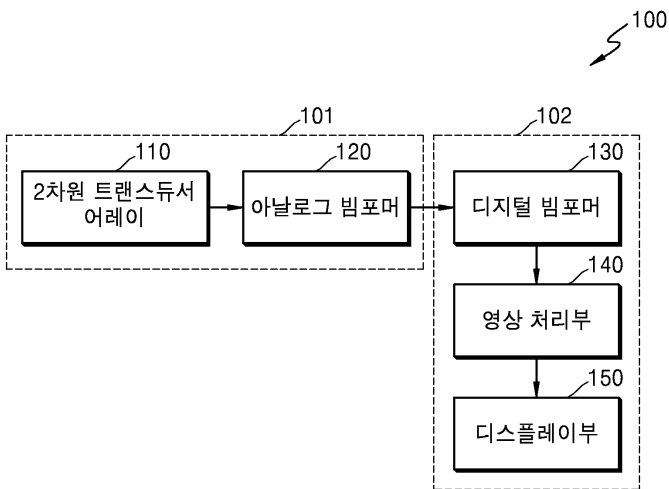 100
101
102
110
120
130
2차원 트랜스듀서
어레이
아날로그 빔포머
디지털 빔포머
140
영상 처리부
150
디스플레이부